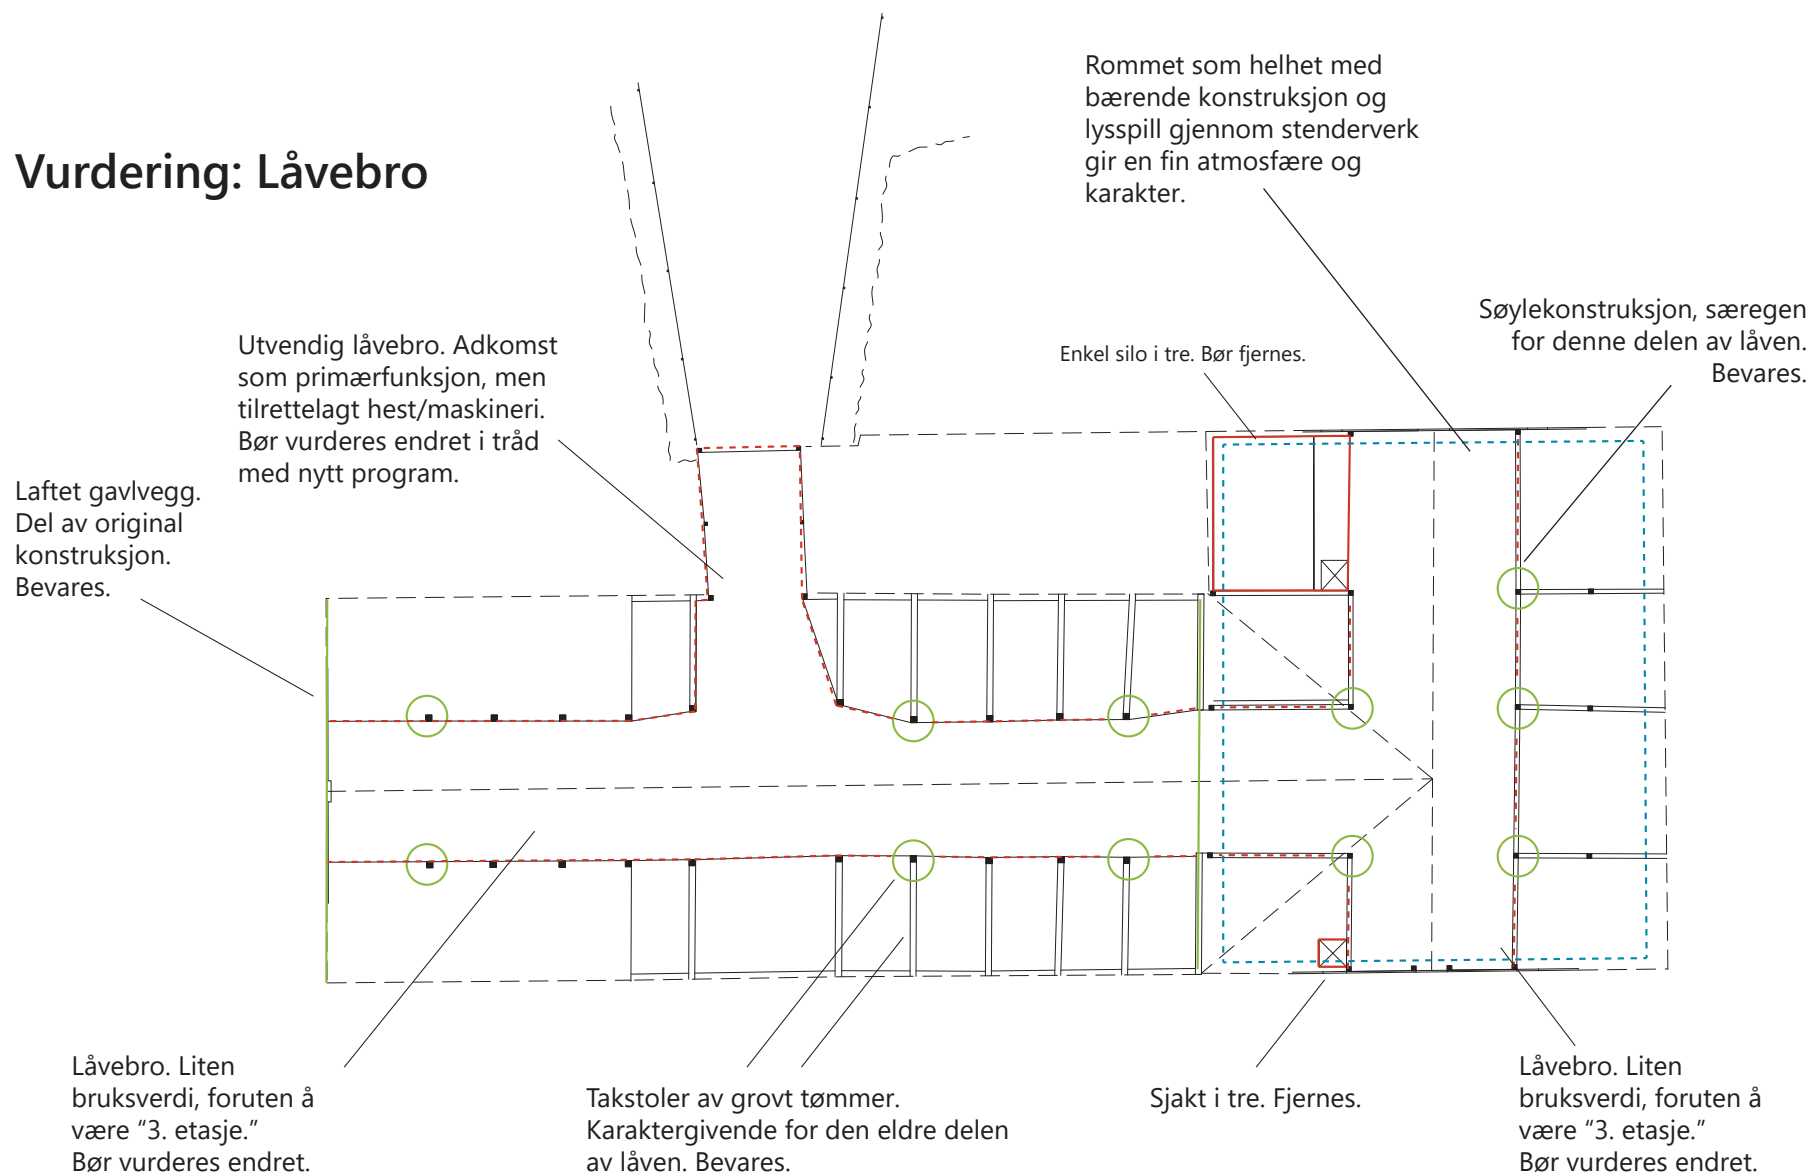 Vurdering: Låvebro
Rommet som helhet med
bærende konstruksjon og
lysspill gjennom stenderverk
gir en fin atmosfære og
karakter.
Søylekonstruksjon, særegen
for denne delen av låven.
Bevares.
Enkel silo i tre. Bør fjernes.
Utvendig låvebro. Adkomst
som primærfunksjon, men
tilrettelagt hest/maskineri.
Bør vurderes endret i tråd
med nytt program.
Laftet gavlvegg.
Del av original
konstruksjon.
Bevares.
Låvebro. Liten
bruksverdi, foruten å
være “3. etasje.”
Bør vurderes endret.
Takstoler av grovt tømmer.
Karaktergivende for den eldre delen
av låven. Bevares.
Sjakt i tre. Fjernes.
Låvebro. Liten
bruksverdi, foruten å
være “3. etasje.”
Bør vurderes endret.